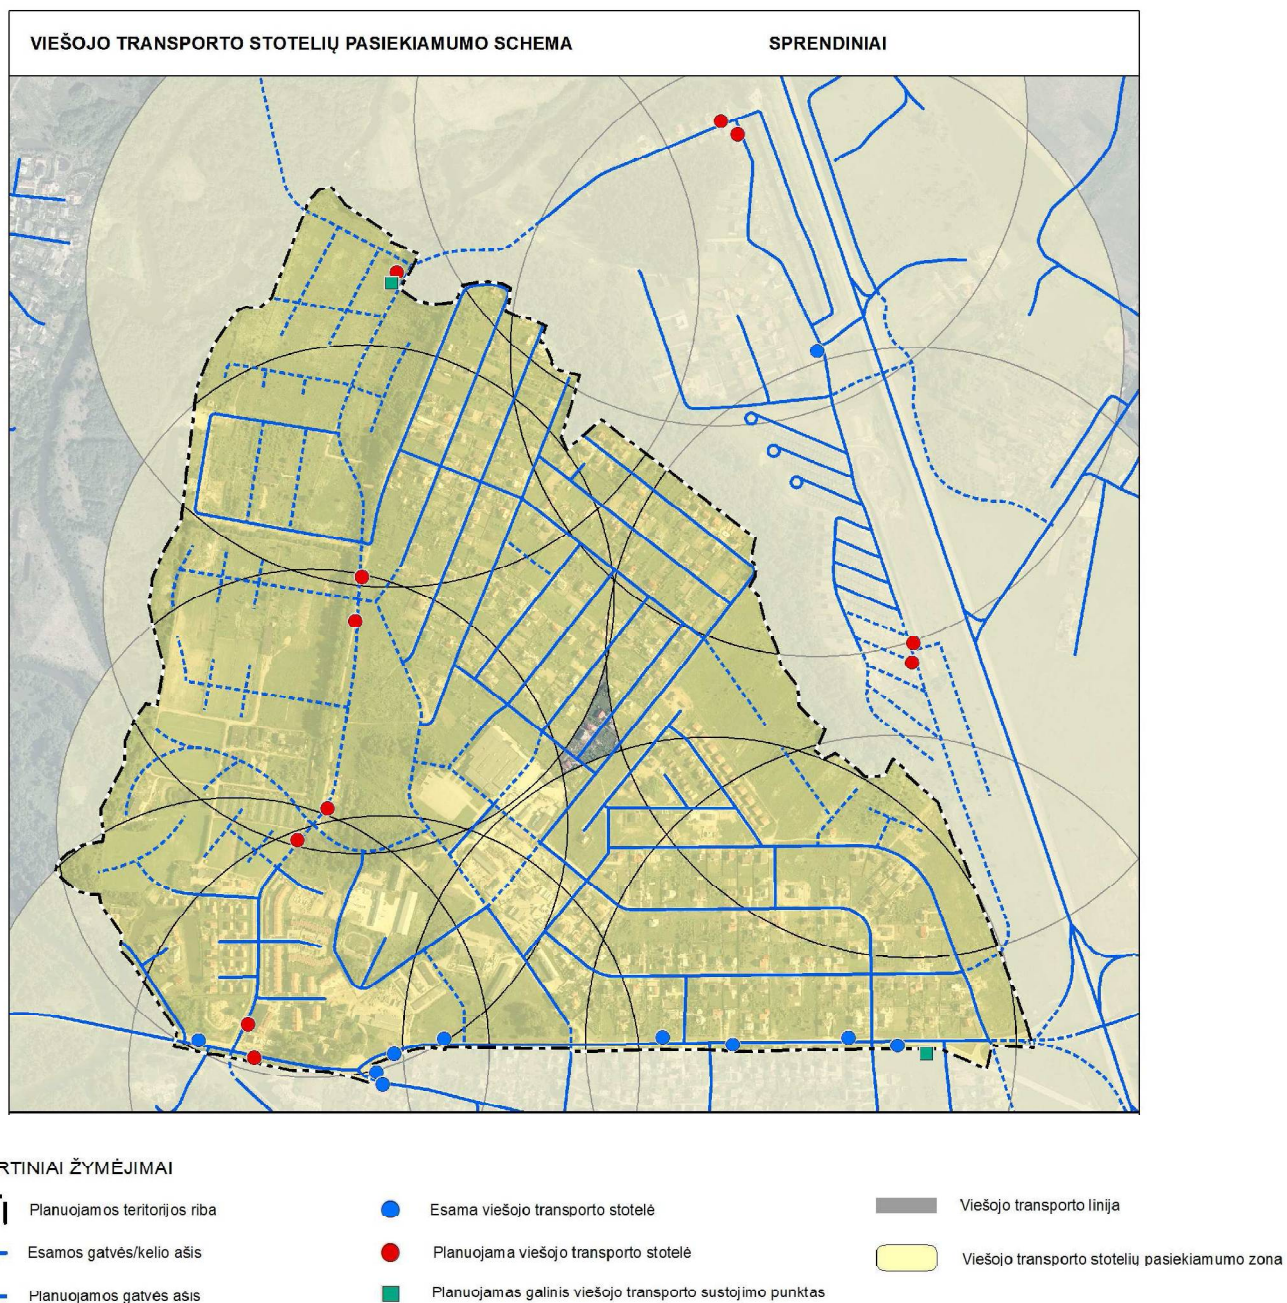 VIEŠOJO TRANSPORTO STOTELIŲ PASIEKIAMUMO SCHEMA SPRENDINIAI
RTINIAI ŽYMĖJIMAI
Planuojamos teritorijos riba
Esamos gatvės/kelio ašis
Planuojamos gatvės ašis
Esama viešojo transporto stotelė
Planuojama viešojo transporto stotelė
Planuojamas galinis viešojo transporto sustojimo punktas
Viešojo transporto linija
Viešojo transporto stotelių pasiekiamumo zona